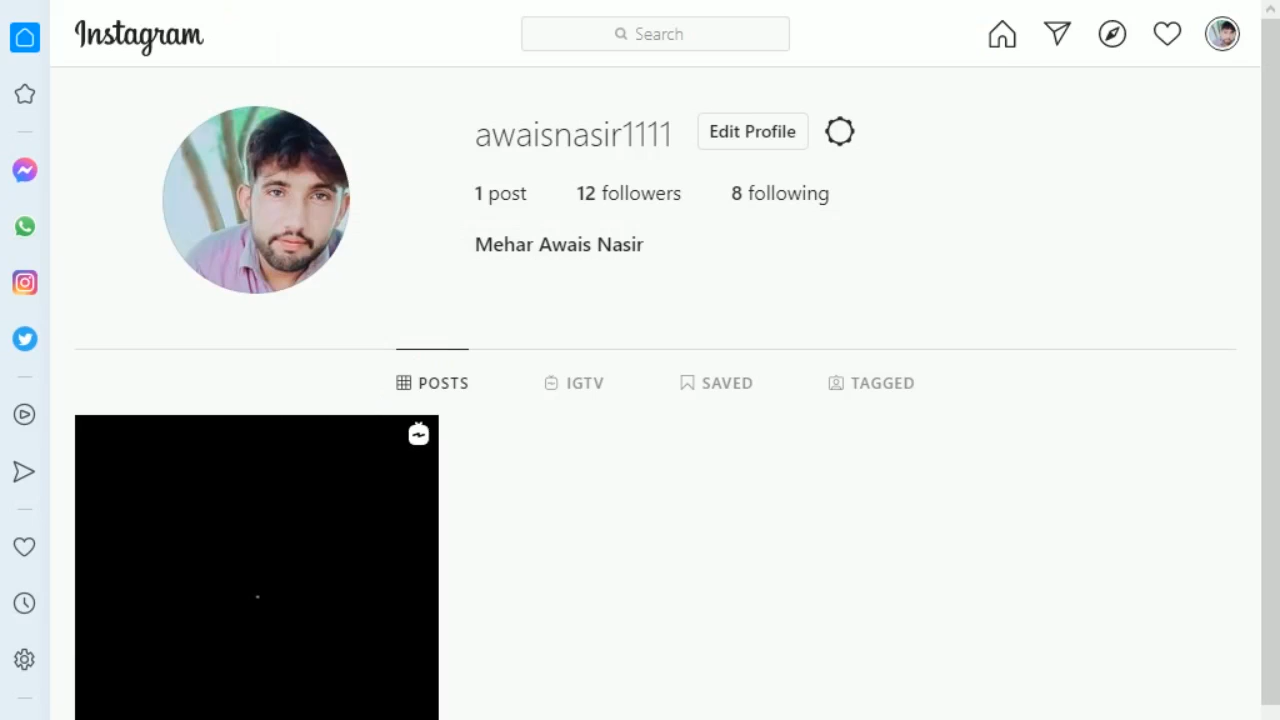 Instagram
Search
awaisnasir1111 Edit Profile
1 post 12 followers 8 following
Mehar Awais Nasir
POSTS IGTV SAVED TAGGED